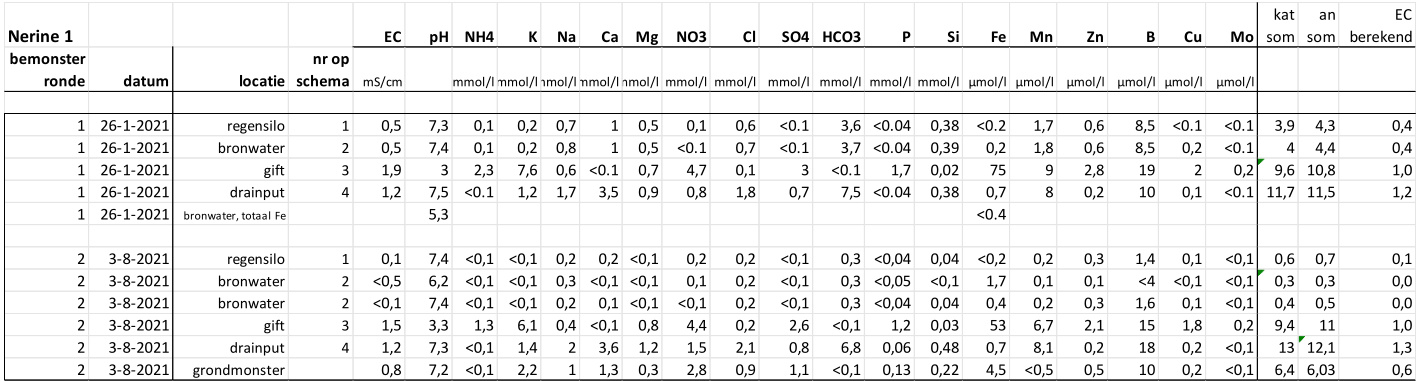 kat an EC
Nerine 1 EC pH NH4 K Na Ca Mg NO3 Cl SO4 HCO3 P Si Fe Mn Zn B Cu Mo som som berekend
bemonster nr op
ronde datum locatie schema mS/cm mmol/l mmol/l mmol/l mmol/l mmol/l mmol/l mmol/l mmol/l mmol/l mmol/l mmol/l µmol/l µmol/l µmol/l µmol/l µmol/l µmol/l
1 26-1-2021 regensilo 1 0,5 7,3 0,1 0,2 0,7 1 0,5 0,1 0,6 <0.1 3,6 <0.04 0,38 <0.2 1,7 0,6 8,5 <0.1 <0.1 3,9 4,3 0,4
1 26-1-2021 bronwater 2 0,5 7,4 0,1 0,2 0,8 1 0,5 <0.1 0,7 <0.1 3,7 <0.04 0,39 0,2 1,8 0,6 8,5 0,2 <0.1 4 4,4 0,4
1 26-1-2021 gift 3 1,9 3 2,3 7,6 0,6 <0.1 0,7 4,7 0,1 3 <0.1 1,7 0,02 75 9 2,8 19 2 0,2 9,6 10,8 1,0
1 26-1-2021 drainput 4 1,2 7,5 <0.1 1,2 1,7 3,5 0,9 0,8 1,8 0,7 7,5 <0.04 0,38 0,7 8 0,2 10 0,1 <0.1 11,7 11,5 1,2
1 26-1-2021 bronwater, totaal Fe 5,3 <0.4
2 3-8-2021 regensilo 1 0,1 7,4 <0,1 <0,1 0,2 0,2 <0,1 0,2 0,2 <0,1 0,3 <0,04 0,04 <0,2 0,2 0,3 1,4 0,1 <0,1 0,6 0,7 0,1
2 3-8-2021 bronwater 2 <0,5 6,2 <0,1 <0,1 0,3 <0,1 <0,1 <0,1 0,2 <0,1 0,3 <0,05 <0,1 1,7 0,1 0,1 <4 <0,1 <0,1 0,3 0,3 0,0
2 3-8-2021 bronwater 2 <0,1 7,4 <0,1 <0,1 0,2 0,1 <0,1 <0,1 0,2 <0,1 0,3 <0,04 0,04 0,4 0,2 0,3 1,6 0,1 <0,1 0,4 0,5 0,0
2 3-8-2021 gift 3 1,5 3,3 1,3 6,1 0,4 <0,1 0,8 4,4 0,2 2,6 <0,1 1,2 0,03 53 6,7 2,1 15 1,8 0,2 9,4 11 1,0
2 3-8-2021 drainput 4 1,2 7,3 <0,1 1,4 2 3,6 1,2 1,5 2,1 0,8 6,8 0,06 0,48 0,7 8,1 0,2 18 0,2 <0,1 13 12,1 1,3
2 3-8-2021 grondmonster 0,8 7,2 <0,1 2,2 1 1,3 0,3 2,8 0,9 1,1 <0,1 0,13 0,22 4,5 <0,5 0,5 10 0,2 <0,1 6,4 6,03 0,6